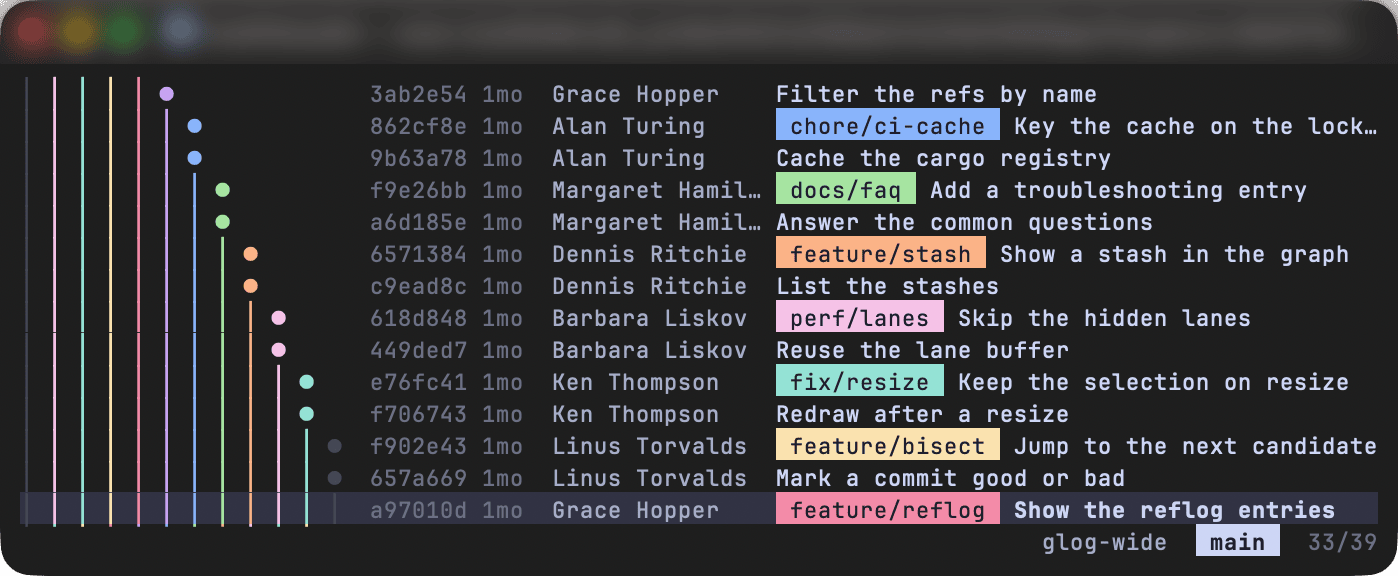 3ab2e54 1mo Grace Hopper Filter the refs by name
862cf8e 1mo Alan Turing chore/ci-cache Key the cache on the lock…
9b63a78 1mo Alan Turing Cache the cargo registry
f9e26bb 1mo Margaret Hamil… docs/faq Add a troubleshooting entry
a6d185e 1mo Margaret Hamil… Answer the common questions
6571384 1mo Dennis Ritchie feature/stash Show a stash in the graph
c9ead8c 1mo Dennis Ritchie List the stashes
618d848 1mo Barbara Liskov perf/lanes Skip the hidden lanes
449ded7 1mo Barbara Liskov Reuse the lane buffer
e76fc41 1mo Ken Thompson fix/resize Keep the selection on resize
f706743 1mo Ken Thompson Redraw after a resize
f902e43 1mo Linus Torvalds feature/bisect Jump to the next candidate
657a669 1mo Linus Torvalds Mark a commit good or bad
a97010d 1mo Grace Hopper feature/reflog Show the reflog entries
glog-wide main 33/39